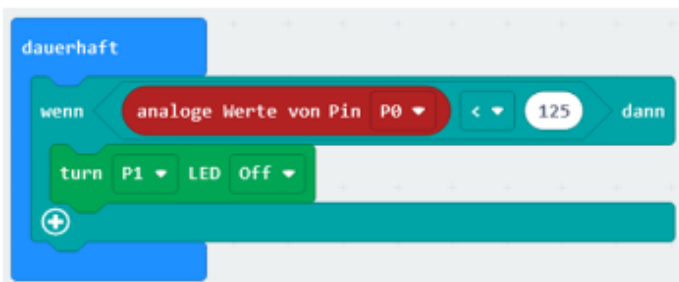 dauerhaft
wenn analoge Werte von Pin P0 < 125 dann
turn P1 LED Off